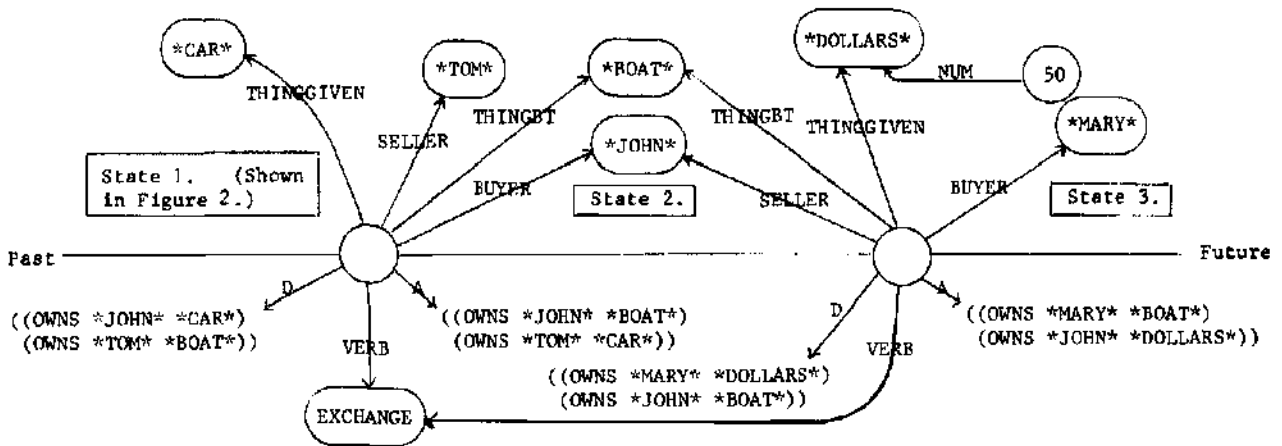 *CAR*
*TOM*
*BOAT*
*DOLLARS*
NUM
50
*MARY*
THINGGIVEN
SELLER
THINGBT
BUYER
*JOHN*
THINGBT
SELLER
THINGGIVEN
BUYER
State 1. (Shown
in Figure 2.)
State 2.
State 3.
Past
Future
D
A
D
A
((OWNS *JOHN* *CAR*)
(OWNS *TOM* *BOAT*))
((OWNS *JOHN* *BOAT*)
(OWNS *TOM* *CAR*))
((OWNS *MARY* *BOAT*)
(OWNS *JOHN* *DOLLARS*))
VERB
VERB
((OWNS *MARY* *DOLLARS*)
(OWNS *JOHN* *BOAT*))
EXCHANGE